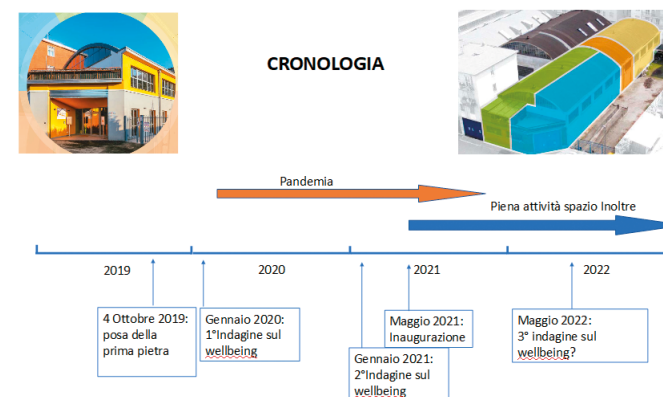 CRONOLOGIA
Pandemia
Piena attività spazio Inoltre
2019
2020
2021
2022
4 Ottobre 2019:
posa della
prima pietra
Gennaio 2020:
1°Indagine sul
wellbeing
Gennaio 2021:
2°Indagine sul
wellbeing
Maggio 2021:
Inaugurazione
Maggio 2022:
3° indagine sul
wellbeing?